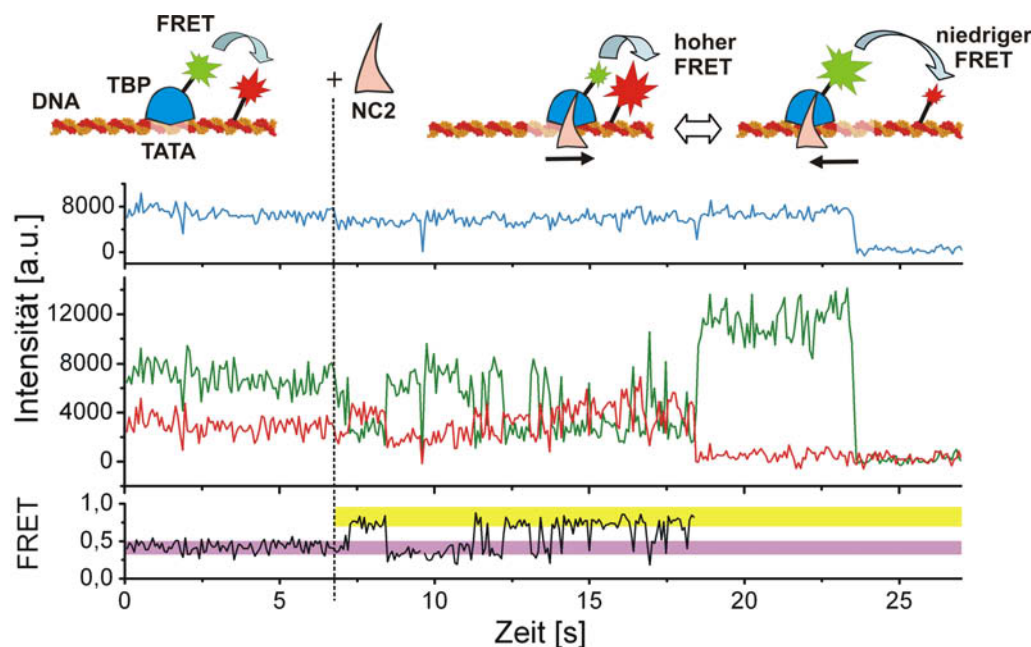 FRET
TBP
DNA
TATA
+
NC2
hoher
FRET
niedriger
FRET
Intensität [a.u.]
8000
0
12000
8000
4000
0
FRET
1,0
0,5
0,0
0 5 10 15 20 25
Zeit [s]